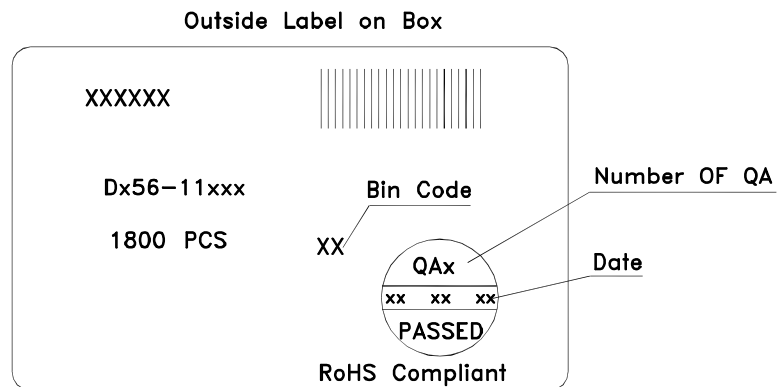 Outside Label on Box
XXXXXX
Dx56-11xxx
Bin Code
Number OF QA
1800 PCS
XX
QAx
Date
xx xx xx
PASSED
RoHS Compliant